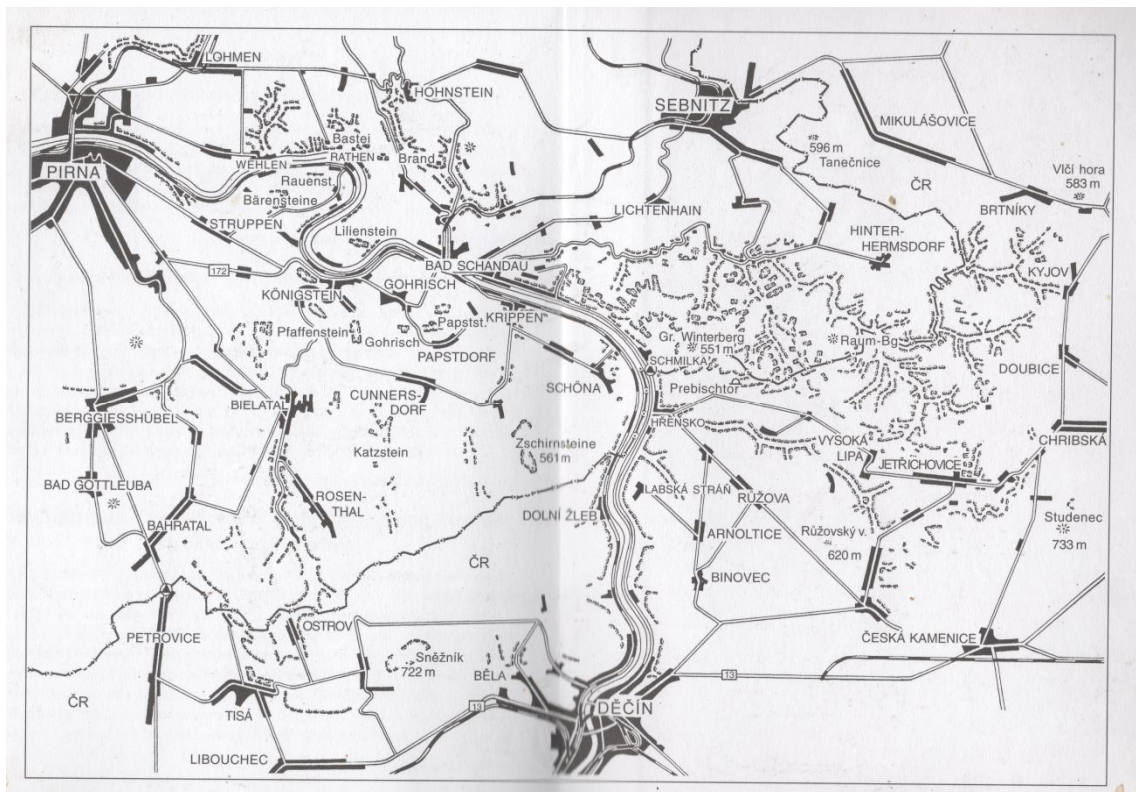 LOHMEN
HOHNSTEIN
SEBNITZ
MIKULÁŠOVICE
596 m
Tanečnice
Vlčí hora
583 m
ČR
BRTNÍKY
PIRNA
WEHLEN
Bastei
RATHEN
Brand
Rauenst.
Bärensteine
STRUPPEN
Lilienstein
LICHTENHAIN
HINTER-
HERMSDORF
KYJOV
172
BAD SCHANDAU
KÖNIGSTEIN
GOHRISCH
KRIPPEN
Pfaffenstein
Gohrisch
Papstst.
PAPSTDORF
Gr. Winterberg
551 m
Raum-Bg.
SCHMILKA
DOUBICE
SCHÖNA
Prebischtor
BERGGIESSHÜBEL
BIELATAL
CUNNERS-
DORF
HŘENSKO
Katzstein
Zschirnsteine
561m
VYSOKÁ
LIPA
CHRIBSKÁ
JETŘICHOVICE
BAD GOTTLEUBA
ROSEN-
THAL
LABSKÁ STRÁŇ
RŮŽOVA
BAHRATAL
DOLNÍ ŽLEB
ARNOLTICE
Růžovský v.
620 m
Studenec
733 m
ČR
BINOVEC
PETROVICE
OSTROV
ČESKÁ KAMENICE
Sněžník
722 m
BĚLA
13
ČR
TISÁ
13
DĚČÍN
LIBOUCHEC